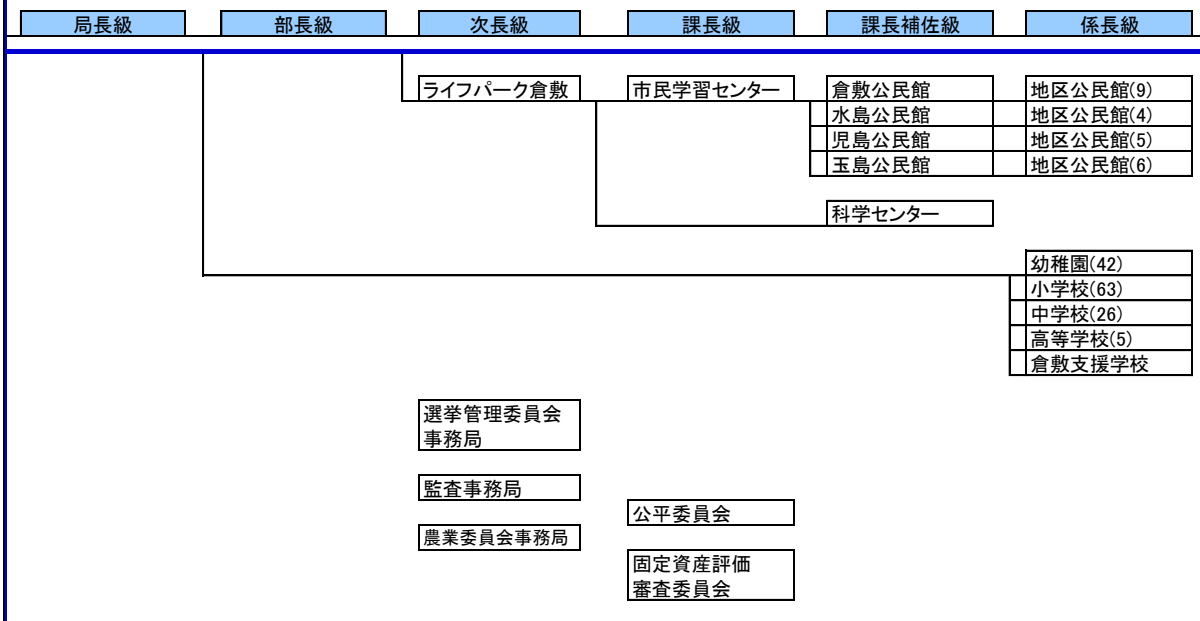 局長級 部長級 次長級 課長級 課長補佐級 係長級
ライフパーク倉敷 市民学習センター 倉敷公民館 地区公民館(9)
水島公民館 地区公民館(4)
児島公民館 地区公民館(5)
玉島公民館 地区公民館(6)
科学センター
幼稚園(42)
小学校(63)
中学校(26)
高等学校(5)
倉敷支援学校
選挙管理委員会
事務局
監査事務局
公平委員会
農業委員会事務局
固定資産評価
審査委員会